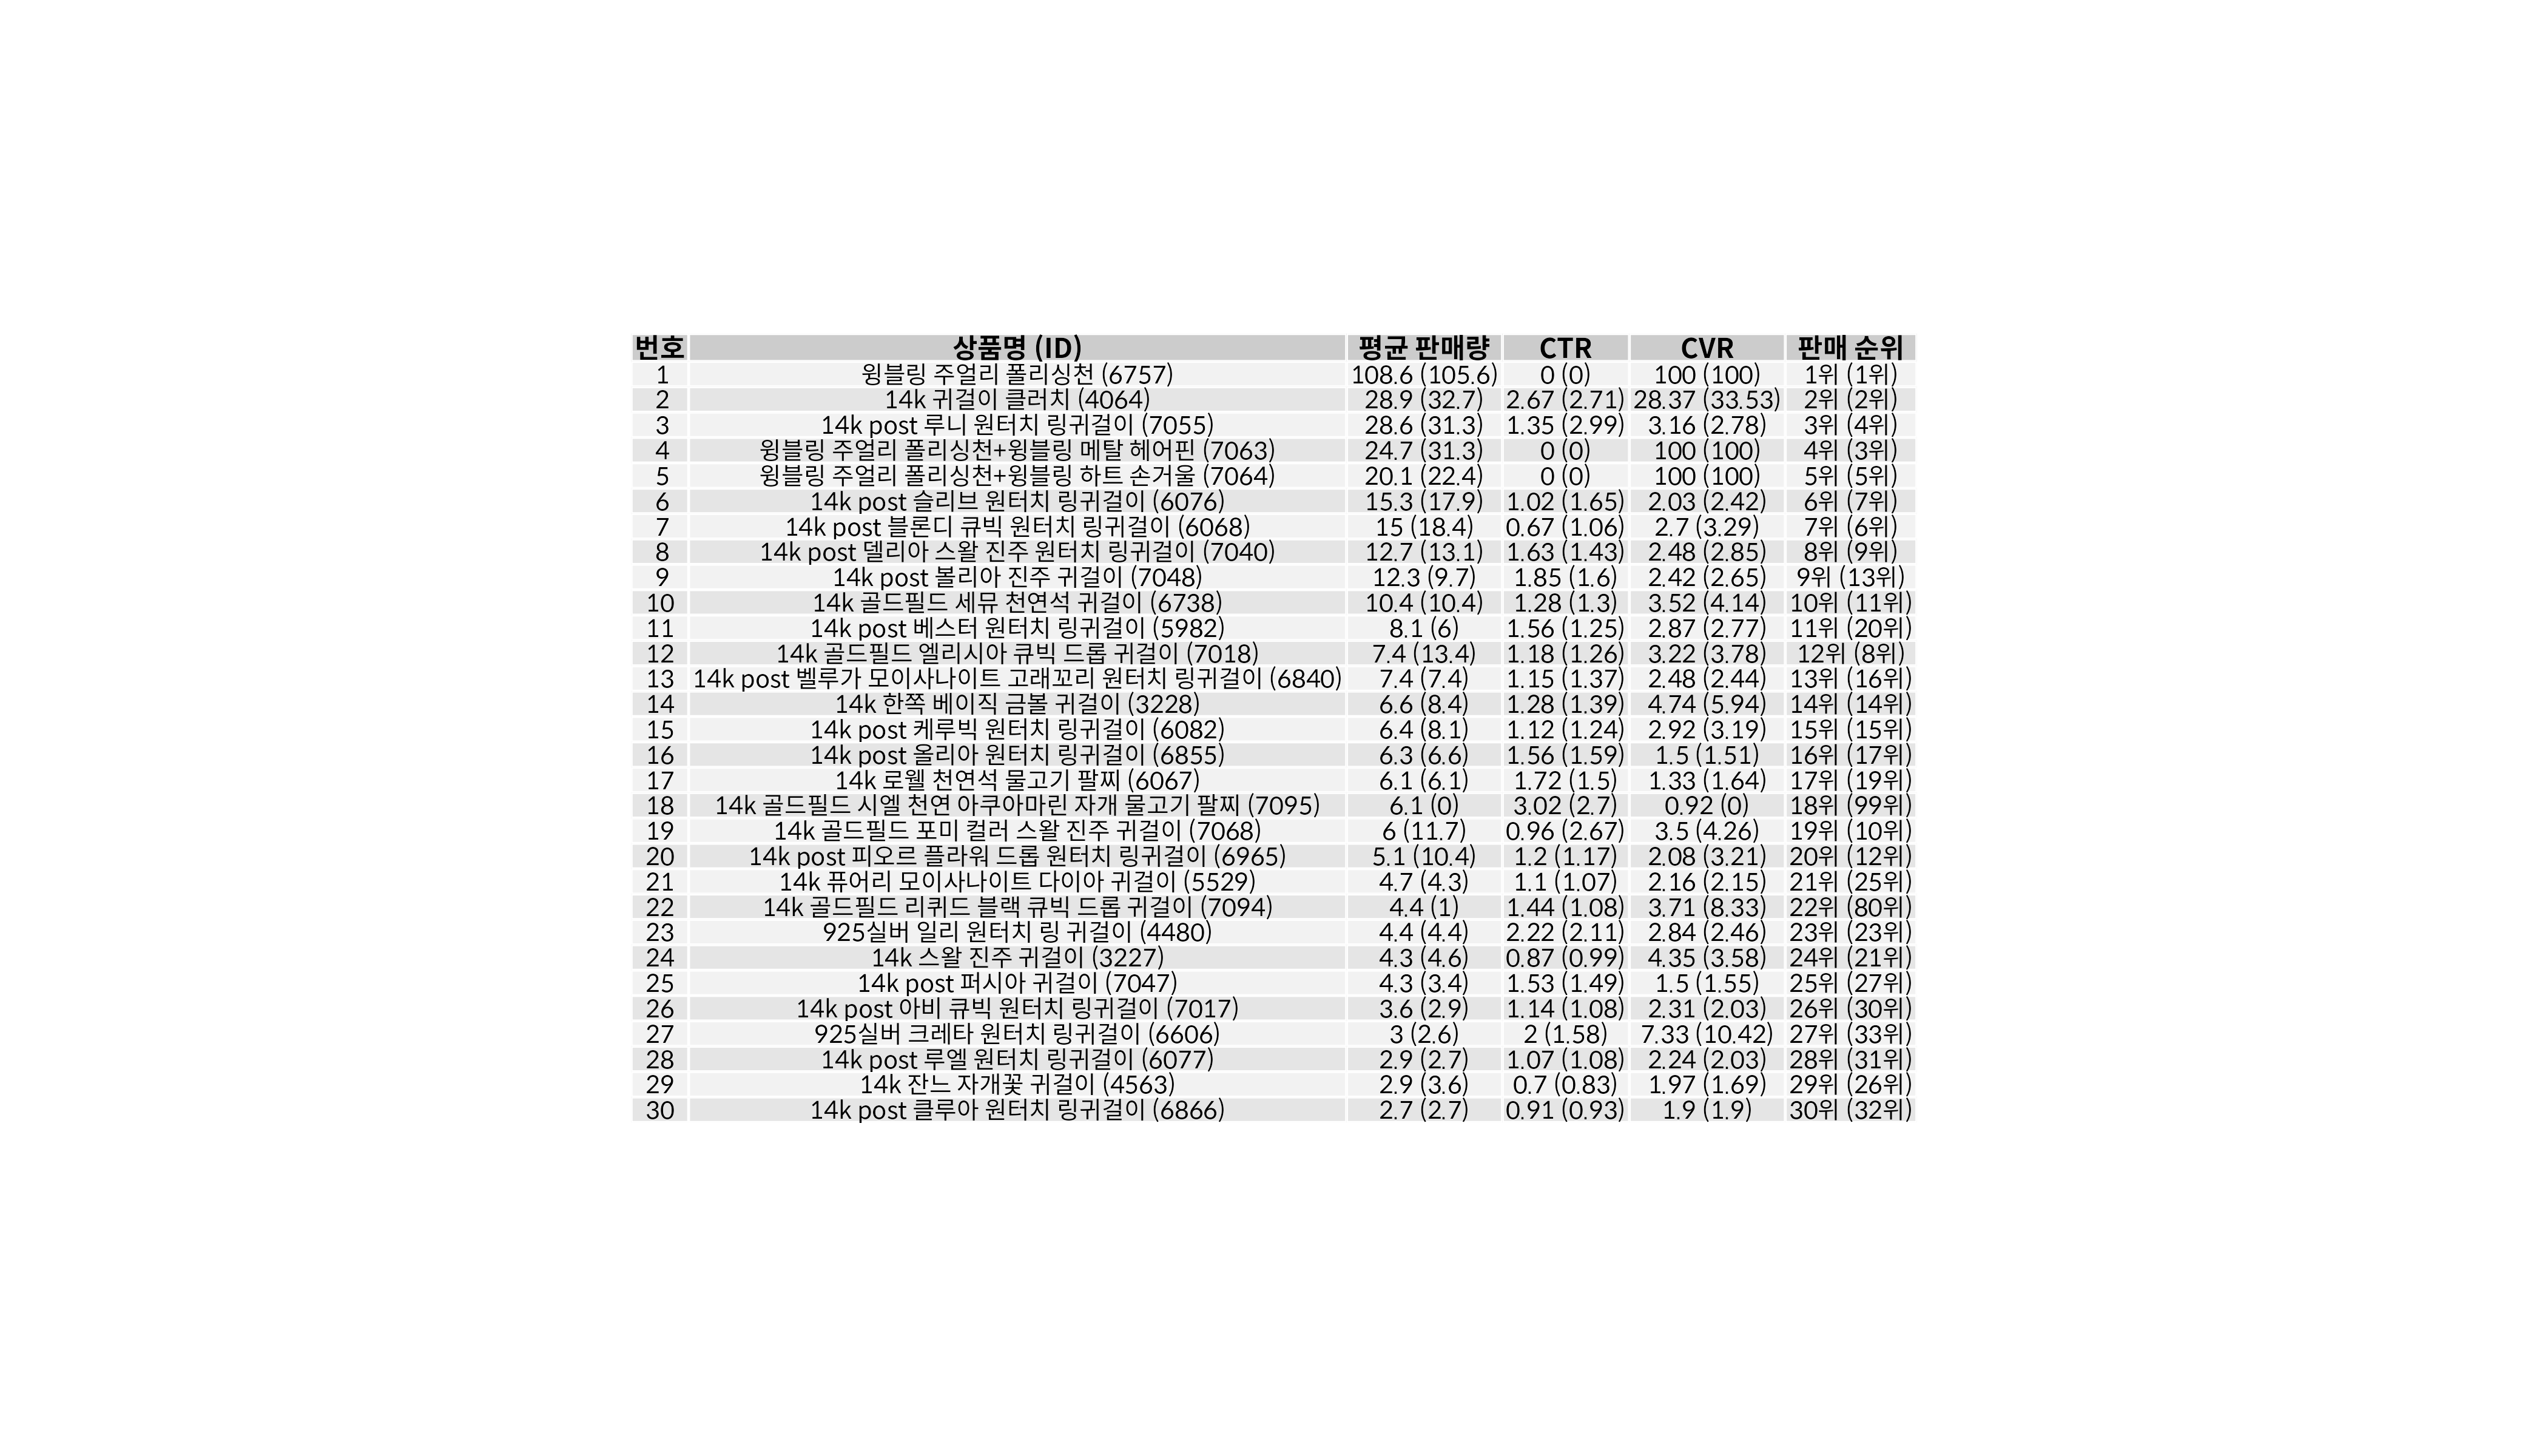 번호 상품명 (ID) 평균 판매량 CTR CVR 판매 순위
1 윙블링 주얼리 폴리싱천 (6757) 108.6 (105.6) 0 (0) 100 (100) 1위 (1위)
2 14k 귀걸이 클러치 (4064) 28.9 (32.7) 2.67 (2.71) 28.37 (33.53) 2위 (2위)
3 14k post 루니 원터치 링귀걸이 (7055) 28.6 (31.3) 1.35 (2.99) 3.16 (2.78) 3위 (4위)
4 윙블링 주얼리 폴리싱천+윙블링 메탈 헤어핀 (7063) 24.7 (31.3) 0 (0) 100 (100) 4위 (3위)
5 윙블링 주얼리 폴리싱천+윙블링 하트 손거울 (7064) 20.1 (22.4) 0 (0) 100 (100) 5위 (5위)
6 14k post 슬리브 원터치 링귀걸이 (6076) 15.3 (17.9) 1.02 (1.65) 2.03 (2.42) 6위 (7위)
7 14k post 블론디 큐빅 원터치 링귀걸이 (6068) 15 (18.4) 0.67 (1.06) 2.7 (3.29) 7위 (6위)
8 14k post 델리아 스왈 진주 원터치 링귀걸이 (7040) 12.7 (13.1) 1.63 (1.43) 2.48 (2.85) 8위 (9위)
9 14k post 볼리아 진주 귀걸이 (7048) 12.3 (9.7) 1.85 (1.6) 2.42 (2.65) 9위 (13위)
10 14k 골드필드 세뮤 천연석 귀걸이 (6738) 10.4 (10.4) 1.28 (1.3) 3.52 (4.14) 10위 (11위)
11 14k post 베스터 원터치 링귀걸이 (5982) 8.1 (6) 1.56 (1.25) 2.87 (2.77) 11위 (20위)
12 14k 골드필드 엘리시아 큐빅 드롭 귀걸이 (7018) 7.4 (13.4) 1.18 (1.26) 3.22 (3.78) 12위 (8위)
13 14k post 벨루가 모이사나이트 고래꼬리 원터치 링귀걸이 (6840) 7.4 (7.4) 1.15 (1.37) 2.48 (2.44) 13위 (16위)
14 14k 한쪽 베이직 금볼 귀걸이 (3228) 6.6 (8.4) 1.28 (1.39) 4.74 (5.94) 14위 (14위)
15 14k post 케루빅 원터치 링귀걸이 (6082) 6.4 (8.1) 1.12 (1.24) 2.92 (3.19) 15위 (15위)
16 14k post 올리아 원터치 링귀걸이 (6855) 6.3 (6.6) 1.56 (1.59) 1.5 (1.51) 16위 (17위)
17 14k 로웰 천연석 물고기 팔찌 (6067) 6.1 (6.1) 1.72 (1.5) 1.33 (1.64) 17위 (19위)
18 14k 골드필드 시엘 천연 아쿠아마린 자개 물고기 팔찌 (7095) 6.1 (0) 3.02 (2.7) 0.92 (0) 18위 (99위)
19 14k 골드필드 포미 컬러 스왈 진주 귀걸이 (7068) 6 (11.7) 0.96 (2.67) 3.5 (4.26) 19위 (10위)
20 14k post 피오르 플라워 드롭 원터치 링귀걸이 (6965) 5.1 (10.4) 1.2 (1.17) 2.08 (3.21) 20위 (12위)
21 14k 퓨어리 모이사나이트 다이아 귀걸이 (5529) 4.7 (4.3) 1.1 (1.07) 2.16 (2.15) 21위 (25위)
22 14k 골드필드 리퀴드 블랙 큐빅 드롭 귀걸이 (7094) 4.4 (1) 1.44 (1.08) 3.71 (8.33) 22위 (80위)
23 925실버 일리 원터치 링 귀걸이 (4480) 4.4 (4.4) 2.22 (2.11) 2.84 (2.46) 23위 (23위)
24 14k 스왈 진주 귀걸이 (3227) 4.3 (4.6) 0.87 (0.99) 4.35 (3.58) 24위 (21위)
25 14k post 퍼시아 귀걸이 (7047) 4.3 (3.4) 1.53 (1.49) 1.5 (1.55) 25위 (27위)
26 14k post 아비 큐빅 원터치 링귀걸이 (7017) 3.6 (2.9) 1.14 (1.08) 2.31 (2.03) 26위 (30위)
27 925실버 크레타 원터치 링귀걸이 (6606) 3 (2.6) 2 (1.58) 7.33 (10.42) 27위 (33위)
28 14k post 루엘 원터치 링귀걸이 (6077) 2.9 (2.7) 1.07 (1.08) 2.24 (2.03) 28위 (31위)
29 14k 잔느 자개꽃 귀걸이 (4563) 2.9 (3.6) 0.7 (0.83) 1.97 (1.69) 29위 (26위)
30 14k post 클루아 원터치 링귀걸이 (6866) 2.7 (2.7) 0.91 (0.93) 1.9 (1.9) 30위 (32위)